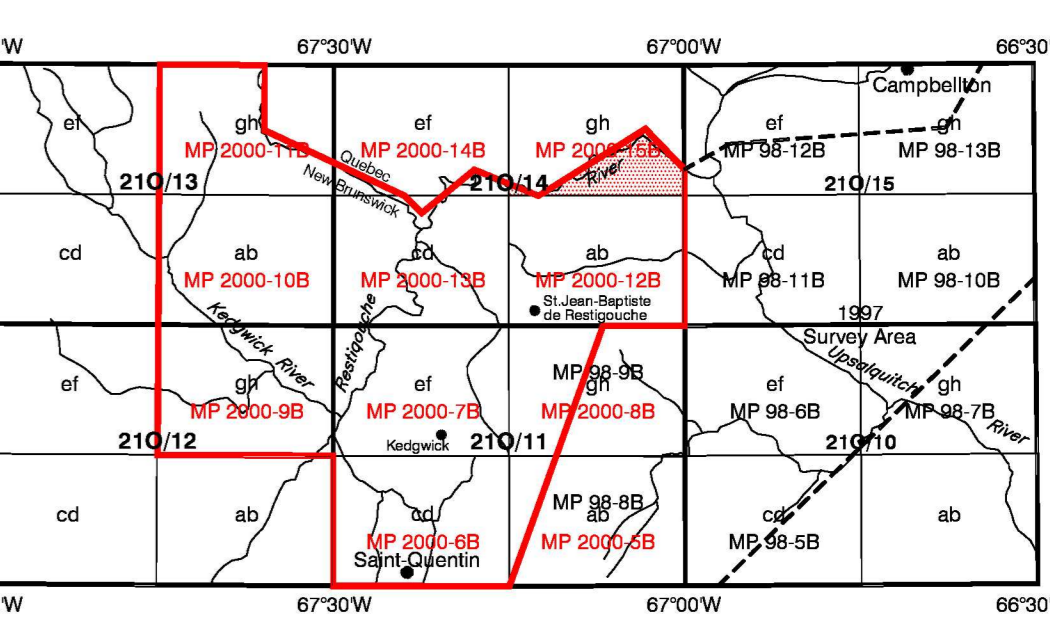 'W
67°30'W
67°00'W
66°30
Campbellton
ef
gh
ef
gh
ef
gh
MP 2000-11B
MP 2000-14B
MP 2000-15B
MP 98-12B
MP 98-13B
Quebec
New Brunswick
River
21O/13
21O/14
21O/15
cd
ab
cd
ab
cd
ab
MP 2000-10B
MP 2000-13B
MP 2000-12B
MP 98-11B
MP 98-10B
St.Jean-Baptiste
de Restigouche
Kedgwick River
Restigouche
1997
Survey Area
Upsalquitch
River
MP 98-9B
ef
gh
ef
gh
ef
gh
MP 2000-9B
MP 2000-7B
MP 2000-8B
MP 98-6B
MP 98-7B
Kedgwick
21O/12
21O/11
21O/10
MP 98-8B
cd
ab
cd
ab
cd
ab
MP 2000-6B
MP 2000-5B
MP 98-5B
Saint-Quentin
'W
67°30'W
67°00'W
66°30